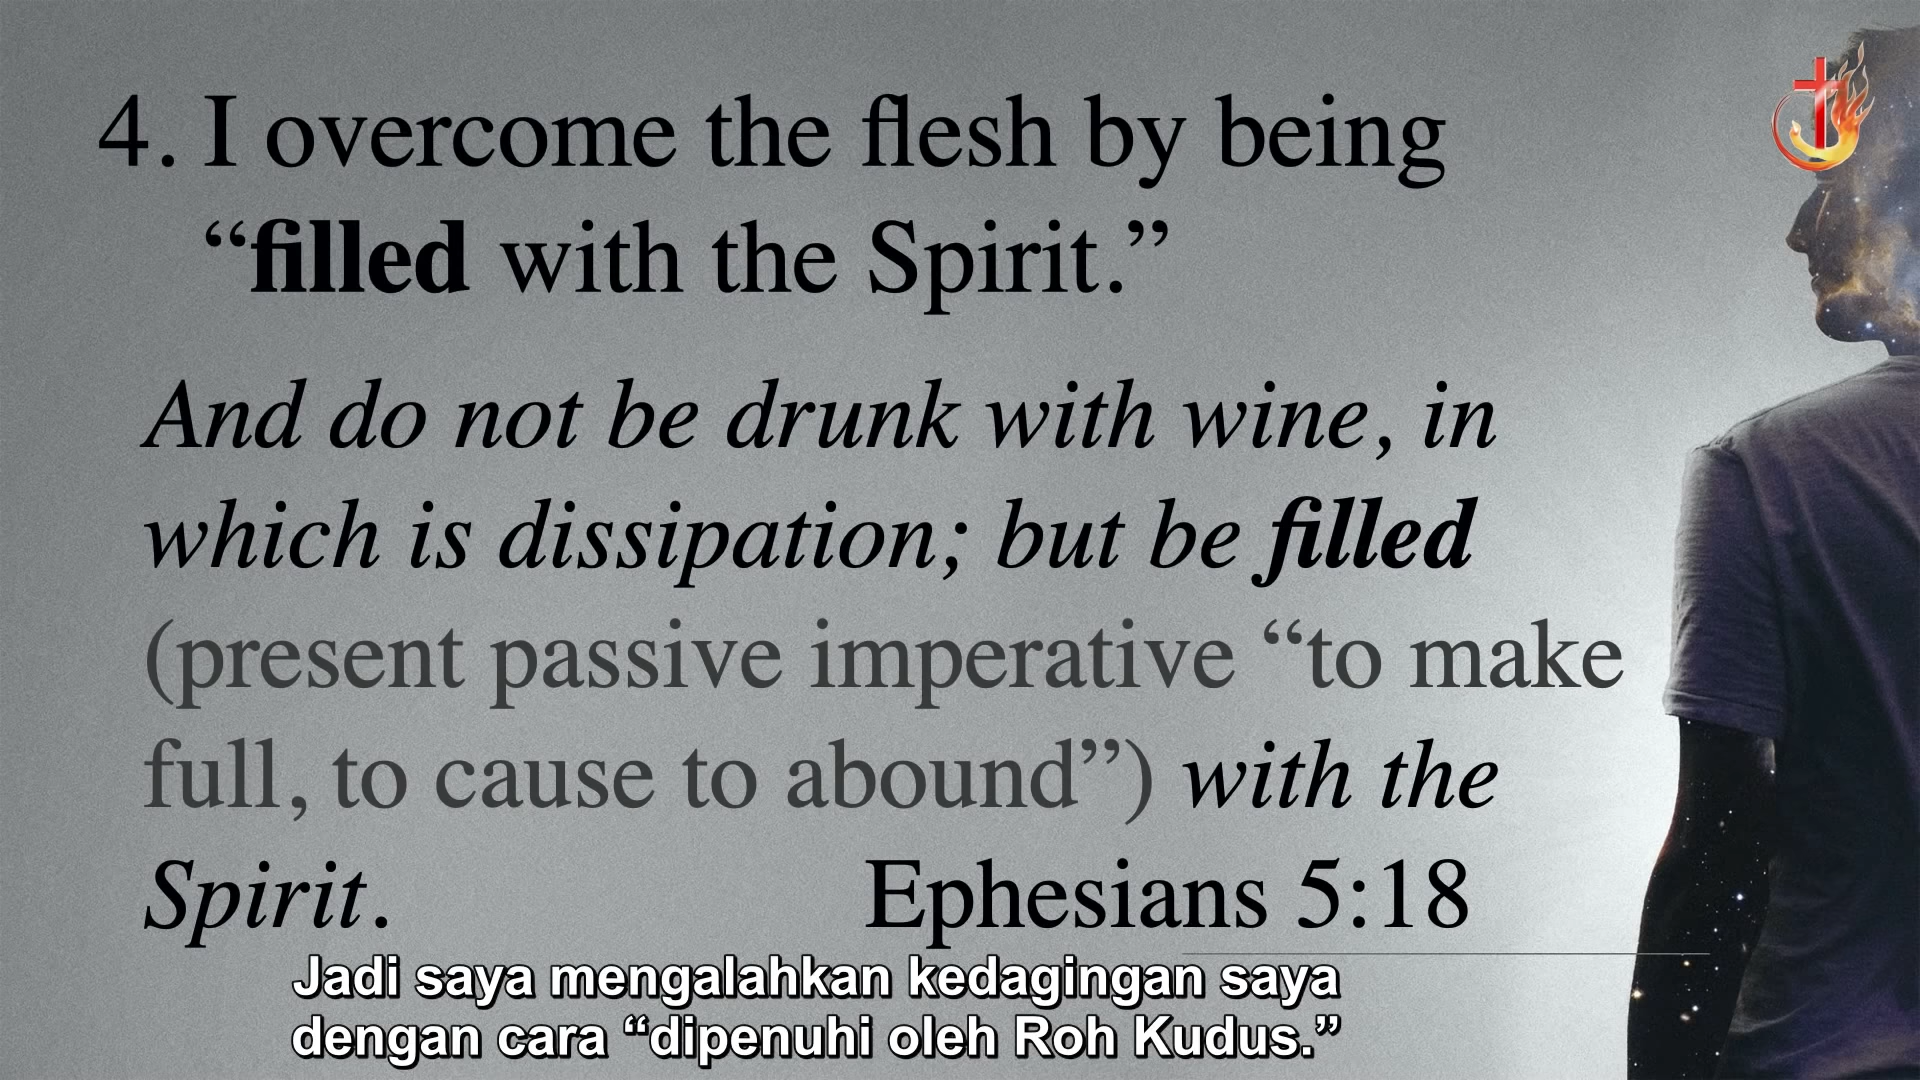 4. I overcome the flesh by being
“filled with the Spirit.”
And do not be drunk with wine, in
which is dissipation; but be filled
(present passive imperative “to make
full, to cause to abound”) with the
Spirit. Ephesians 5:18
Jadi saya mengalahkan kedagingan saya
dengan cara “dipenuhi oleh Roh Kudus.”